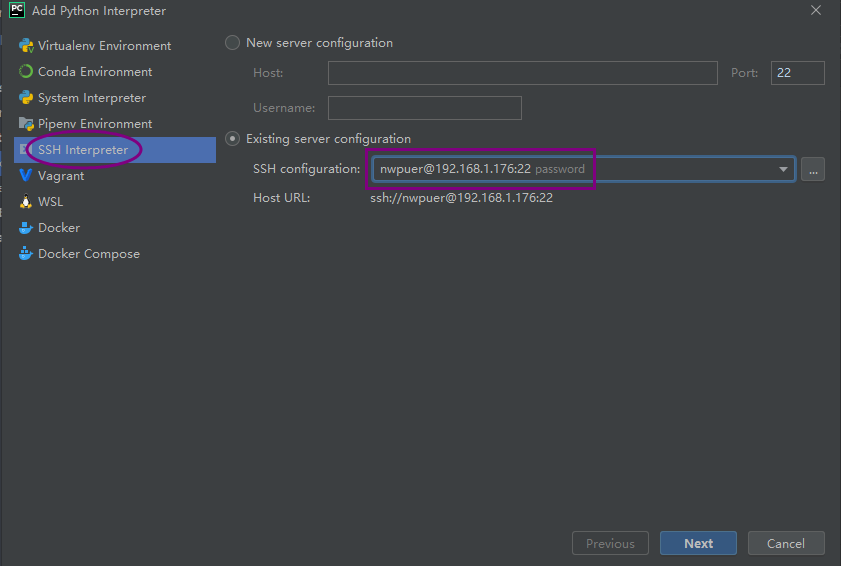 PC Add Python Interpreter
Virtualenv Environment
Conda Environment
System Interpreter
Pipenv Environment
SSH Interpreter
Vagrant
WSL
Docker
Docker Compose
New server configuration
Host: Port: 22
Username:
Existing server configuration
SSH configuration: nwpuer@192.168.1.176:22 password ...
Host URL: ssh://nwpuer@192.168.1.176:22
Previous Next Cancel